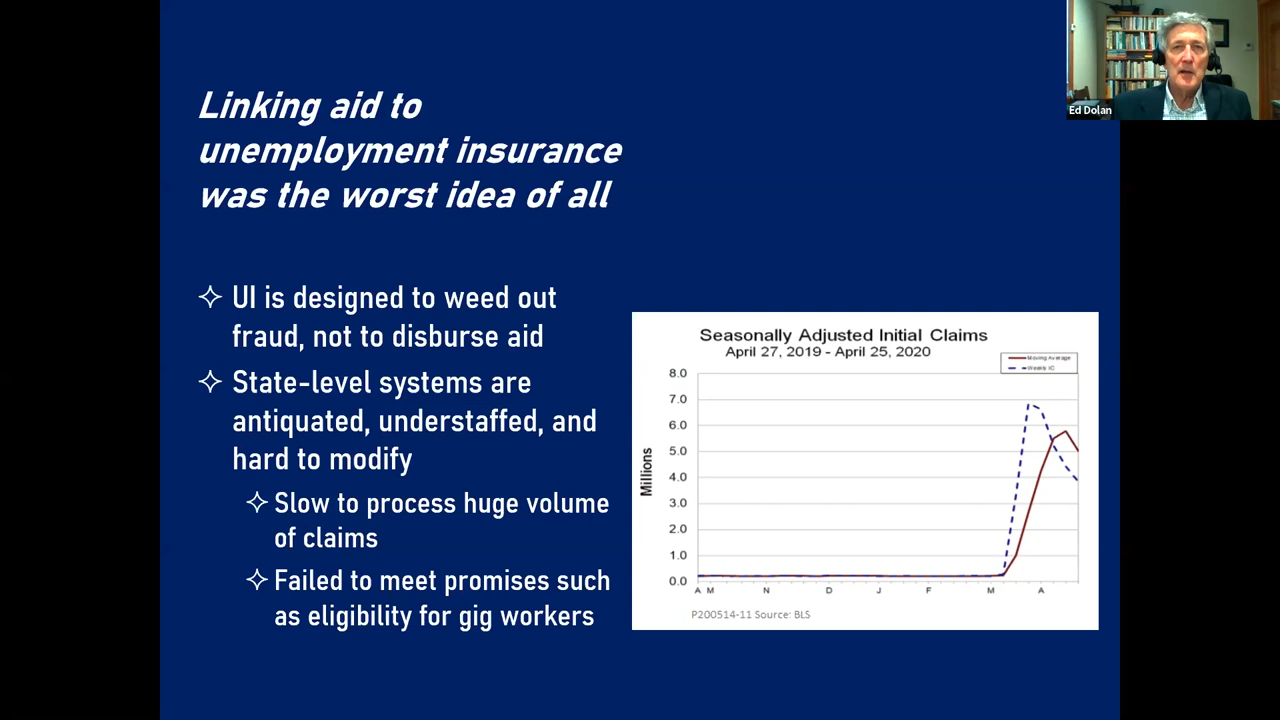 Linking aid to
unemployment insurance
was the worst idea of all
UI is designed to weed out
fraud, not to disburse aid
State-level systems are
antiquated, understaffed, and
hard to modify
Slow to process huge volume
of claims
Failed to meet promises such
as eligibility for gig workers
Ed Dolan
Seasonally Adjusted Initial Claims
April 27, 2019 - April 25, 2020
Moving Average
Weekly IC
Millions
8.0
7.0
6.0
5.0
4.0
3.0
2.0
1.0
0.0
A M N D J F M A
P200514-11 Source: BLS